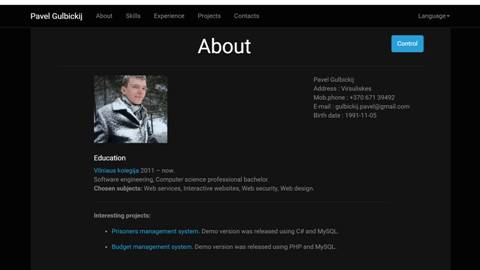 Pavel Gulbickij About Skills Experience Projects Contacts Language
About
Control
Pavel Gulbickij
Address : Virsuliskes
Mob.phone : +370 671 39492
E-mail : gulbickij.pavel@gmail.com
Birth date : 1991-11-05
Education
Vilniaus kolegija 2011 – now.
Software engineering, Computer science professional bachelor.
Chosen subjects: Web services, Interactive websites, Web security, Web design.
Interesting projects:
Prisoners management system. Demo version was released using C# and MySQL.
Budget management system. Demo version was released using PHP and MySQL.